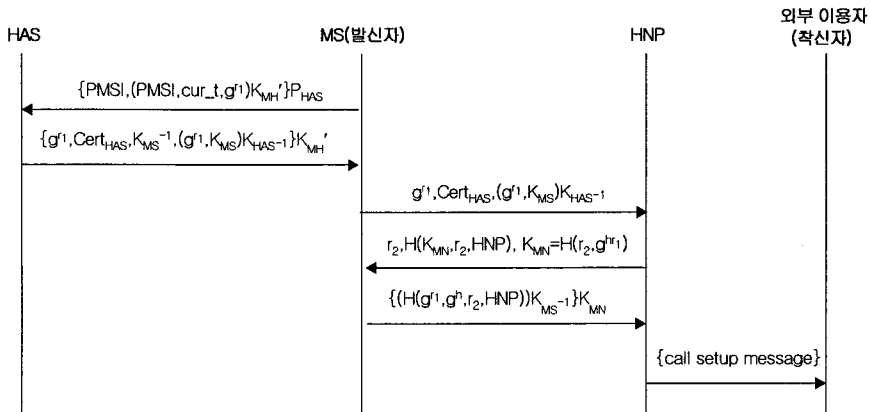 HAS
MS(발신자)
HNP
외부 이용자
(착신자)
{PMSI,(PMSI,cur_t,g^r1)K_MH'}P_HAS
{g^r1,Cert_HAS,K_MS^-1,(g^r1,K_MS)K_HAS-1}K_MH'
g^r1,Cert_HAS,(g^r1,K_MS)K_HAS-1
r_2,H(K_MN,r_2,HNP), K_MN=H(r_2,g^hr1)
{(H(g^r1,g^h,r_2,HNP))K_MS-1}K_MN
{call setup message}